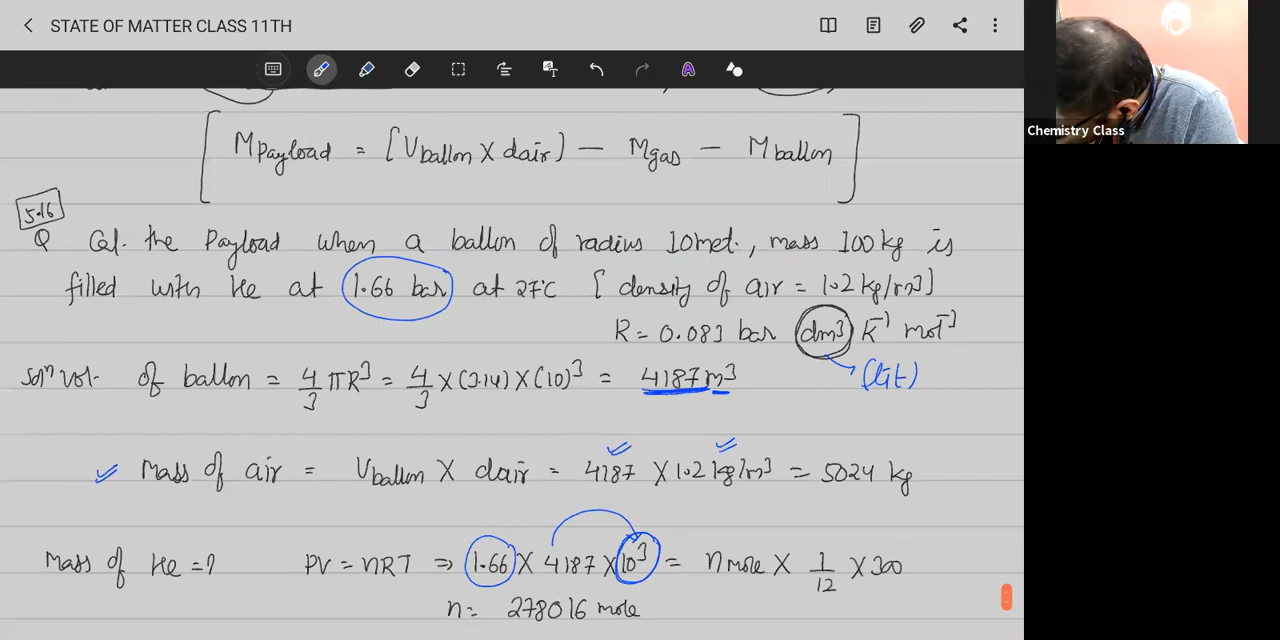 STATE OF MATTER CLASS 11TH
Chemistry Class
[ Mpayload = [Vballon X dair) - Mgas - Mballon ]
5.16
Q Cal. the Payload when a ballon of radius 10met., mass 100kg is
filled with He at 1.66 bar at 27°C [ density of air = 1.2 kg/m3]
R = 0.083 bar dm3 K-1 mol-1
(lit)
Soln vol. of ballon = 4/3 πR3 = 4/3 × (3.14) × (10)3 = 4187 m3
Mass of air = Vballon X dair = 4187 × 1.2 kg/m3 = 5024 kg
Mass of He = ? PV = nRT ⇒ 1.66 × 4187 × 103 = n mole × 1/12 × 300
n = 278016 mole